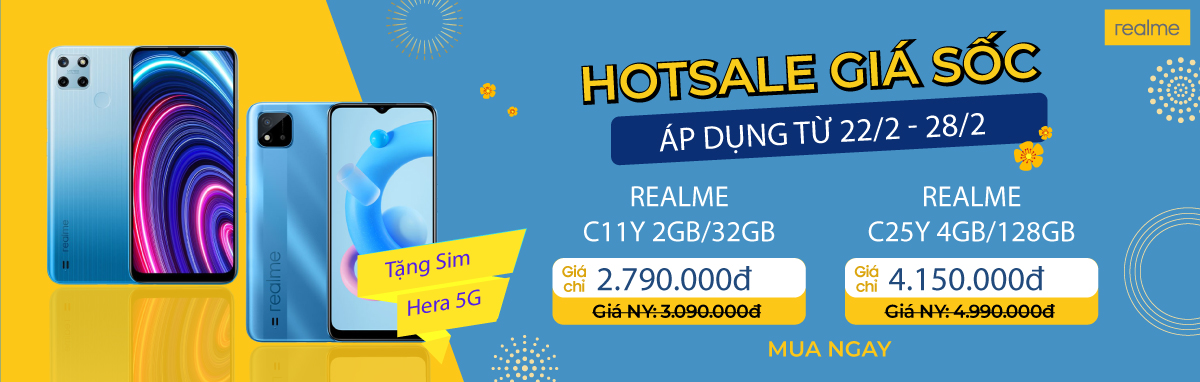 realme
HOTSALE GIÁ SỐC
ÁP DỤNG TỪ 22/2 - 28/2
REALME
C11Y 2GB/32GB
Giá chỉ 2.790.000đ
Giá NY: 3.090.000đ
REALME
C25Y 4GB/128GB
Giá chỉ 4.150.000đ
Giá NY: 4.990.000đ
MUA NGAY
Tặng Sim
Hera 5G
realme
realme